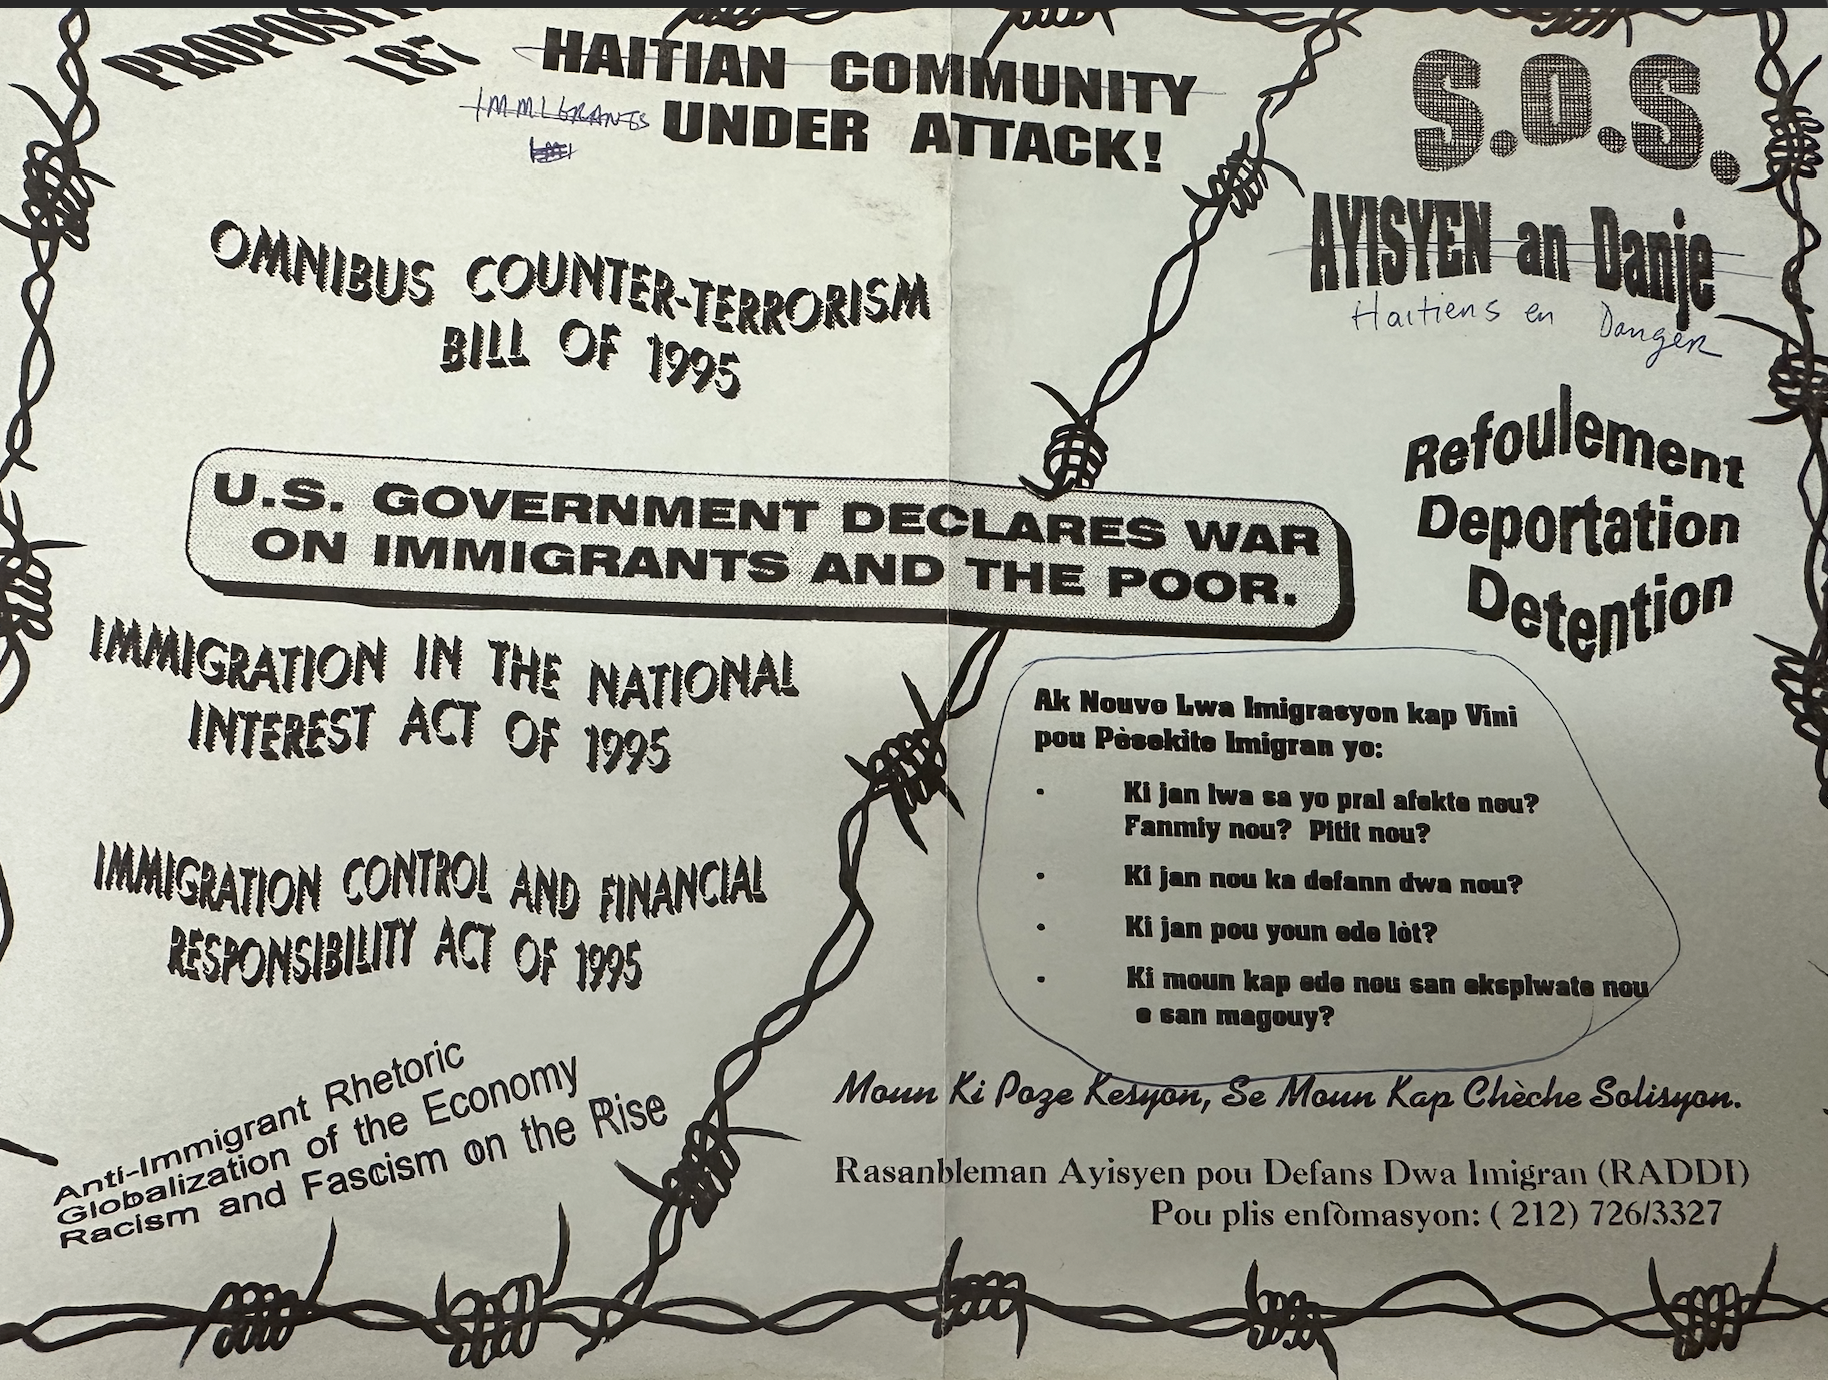 PROPOSIT
187
HAITIAN COMMUNITY
IMMIGRANTS
UNDER ATTACK!
OMNIBUS COUNTER-TERRORISM
BILL OF 1995
U.S. GOVERNMENT DECLARES WAR
ON IMMIGRANTS AND THE POOR.
IMMIGRATION IN THE NATIONAL
INTEREST ACT OF 1995
IMMIGRATION CONTROL AND FINANCIAL
RESPONSIBILITY ACT OF 1995
Anti-Immigrant Rhetoric
Globalization of the Economy
Racism and Fascism on the Rise
S.O.S.
AYISYEN an Danje
Haitiens en Danger
Refoulement
Deportation
Detention
Ak Nouvo Lwa Imigrasyon kap Vini
pou Pèsekite Imigran yo:
· Ki jan lwa sa yo pral afekte nou?
Fanmiy nou? Pitit nou?
· Ki jan nou ka defann dwa nou?
· Ki jan pou youn ede lòt?
· Ki moun kap ede nou san eksplwate nou
e san magouy?
Moun Ki Poze Kesyon, Se Moun Kap Chèche Solisyon.
Rasanbleman Ayisyen pou Defans Dwa Imigran (RADDI)
Pou plis enfòmasyon: ( 212) 726/3327